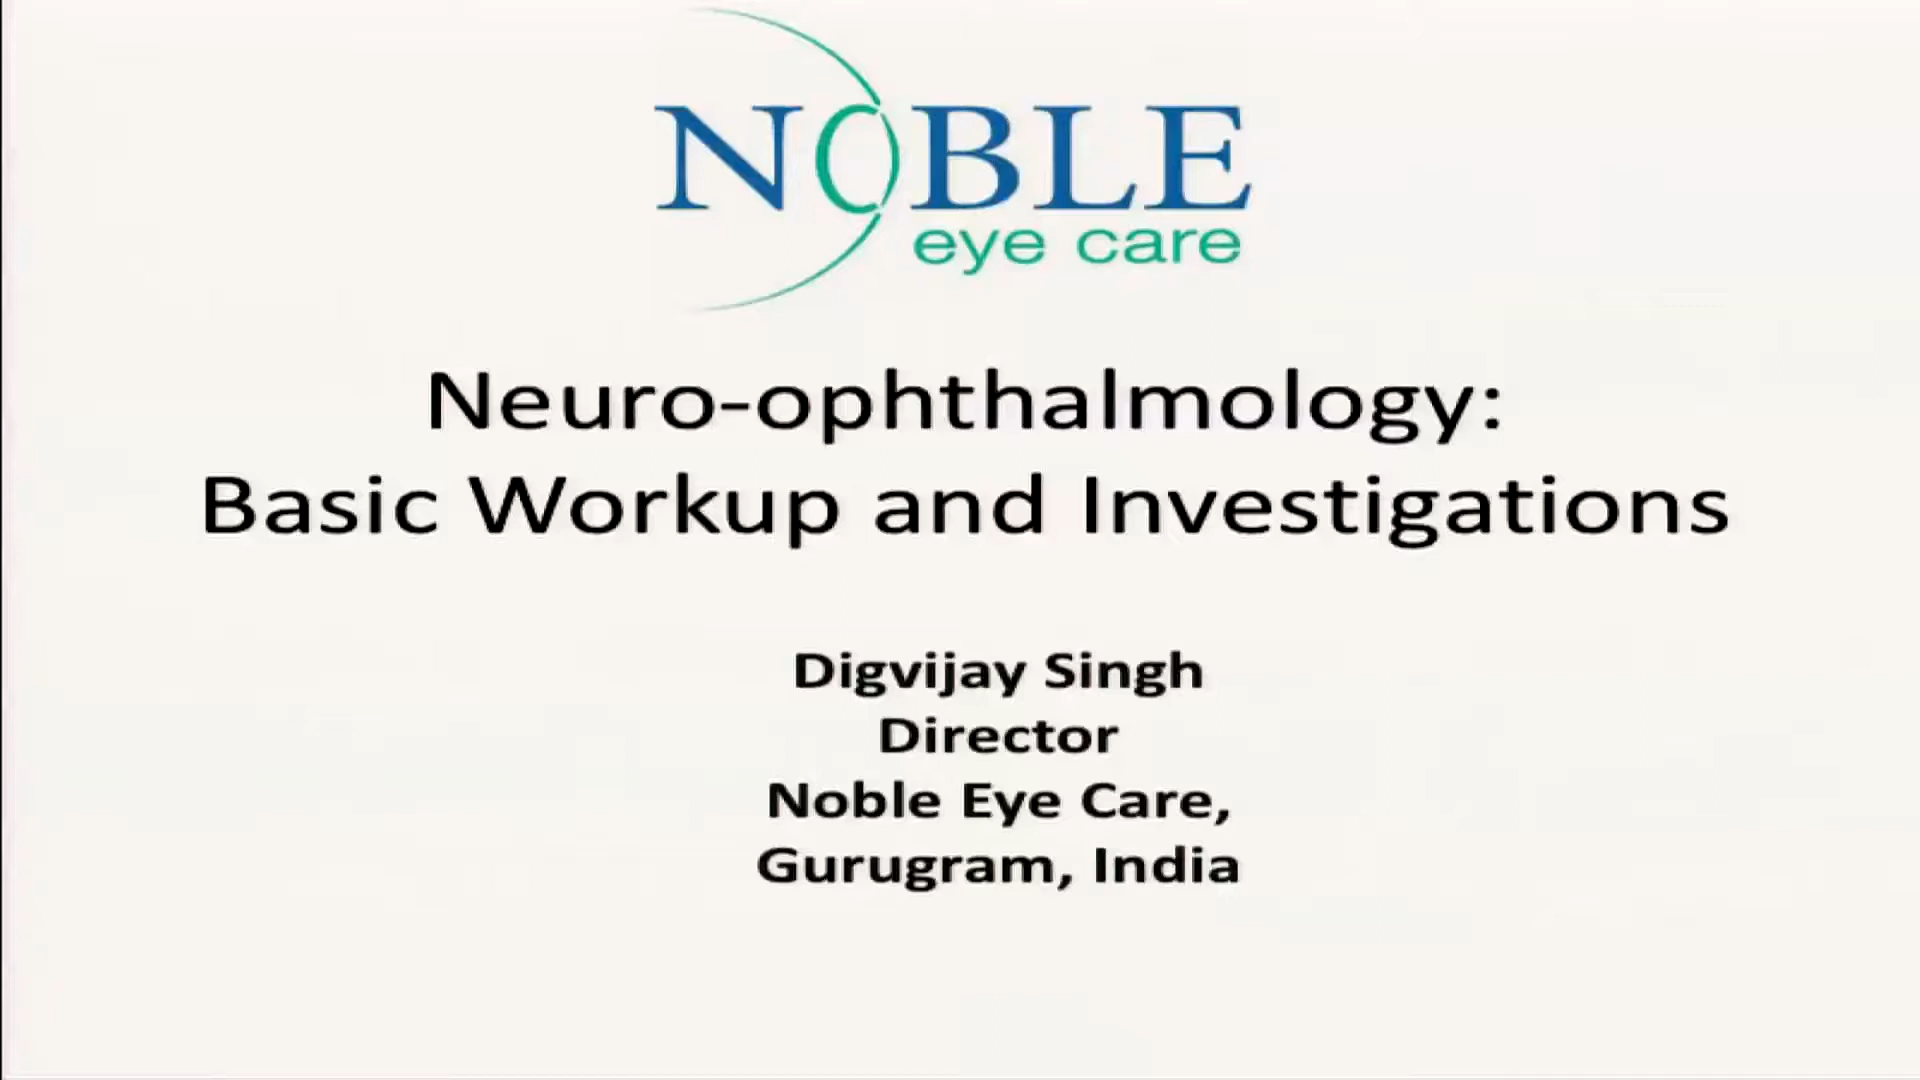 NOBLE
eye care
Neuro-ophthalmology:
Basic Workup and Investigations
Digvijay Singh
Director
Noble Eye Care,
Gurugram, India